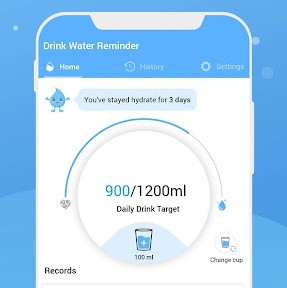 Drink Water Reminder
Home
History
Settings
You've stayed hydrate for 3 days
900/1200ml
Daily Drink Target
100 ml
Change cup
Records